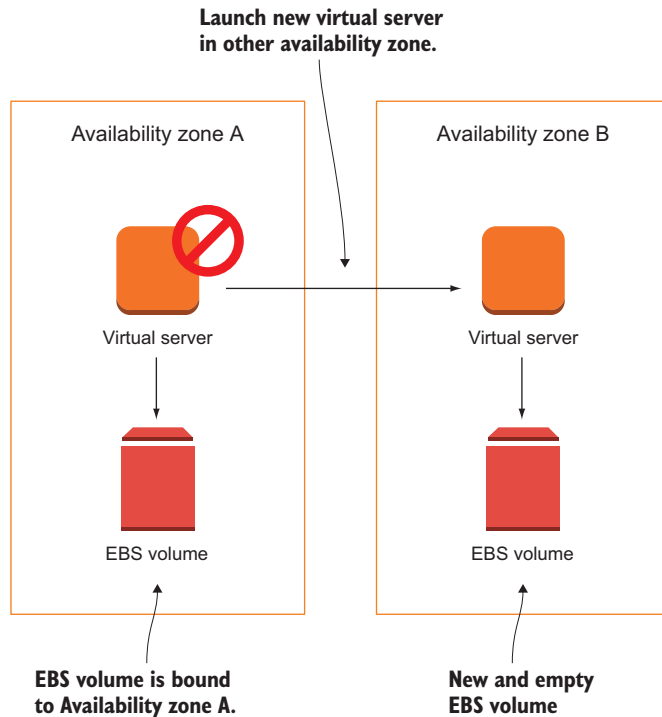 Launch new virtual server
in other availability zone.
Availability zone A
Availability zone B
Virtual server
Virtual server
EBS volume
EBS volume
EBS volume is bound
to Availability zone A.
New and empty
EBS volume